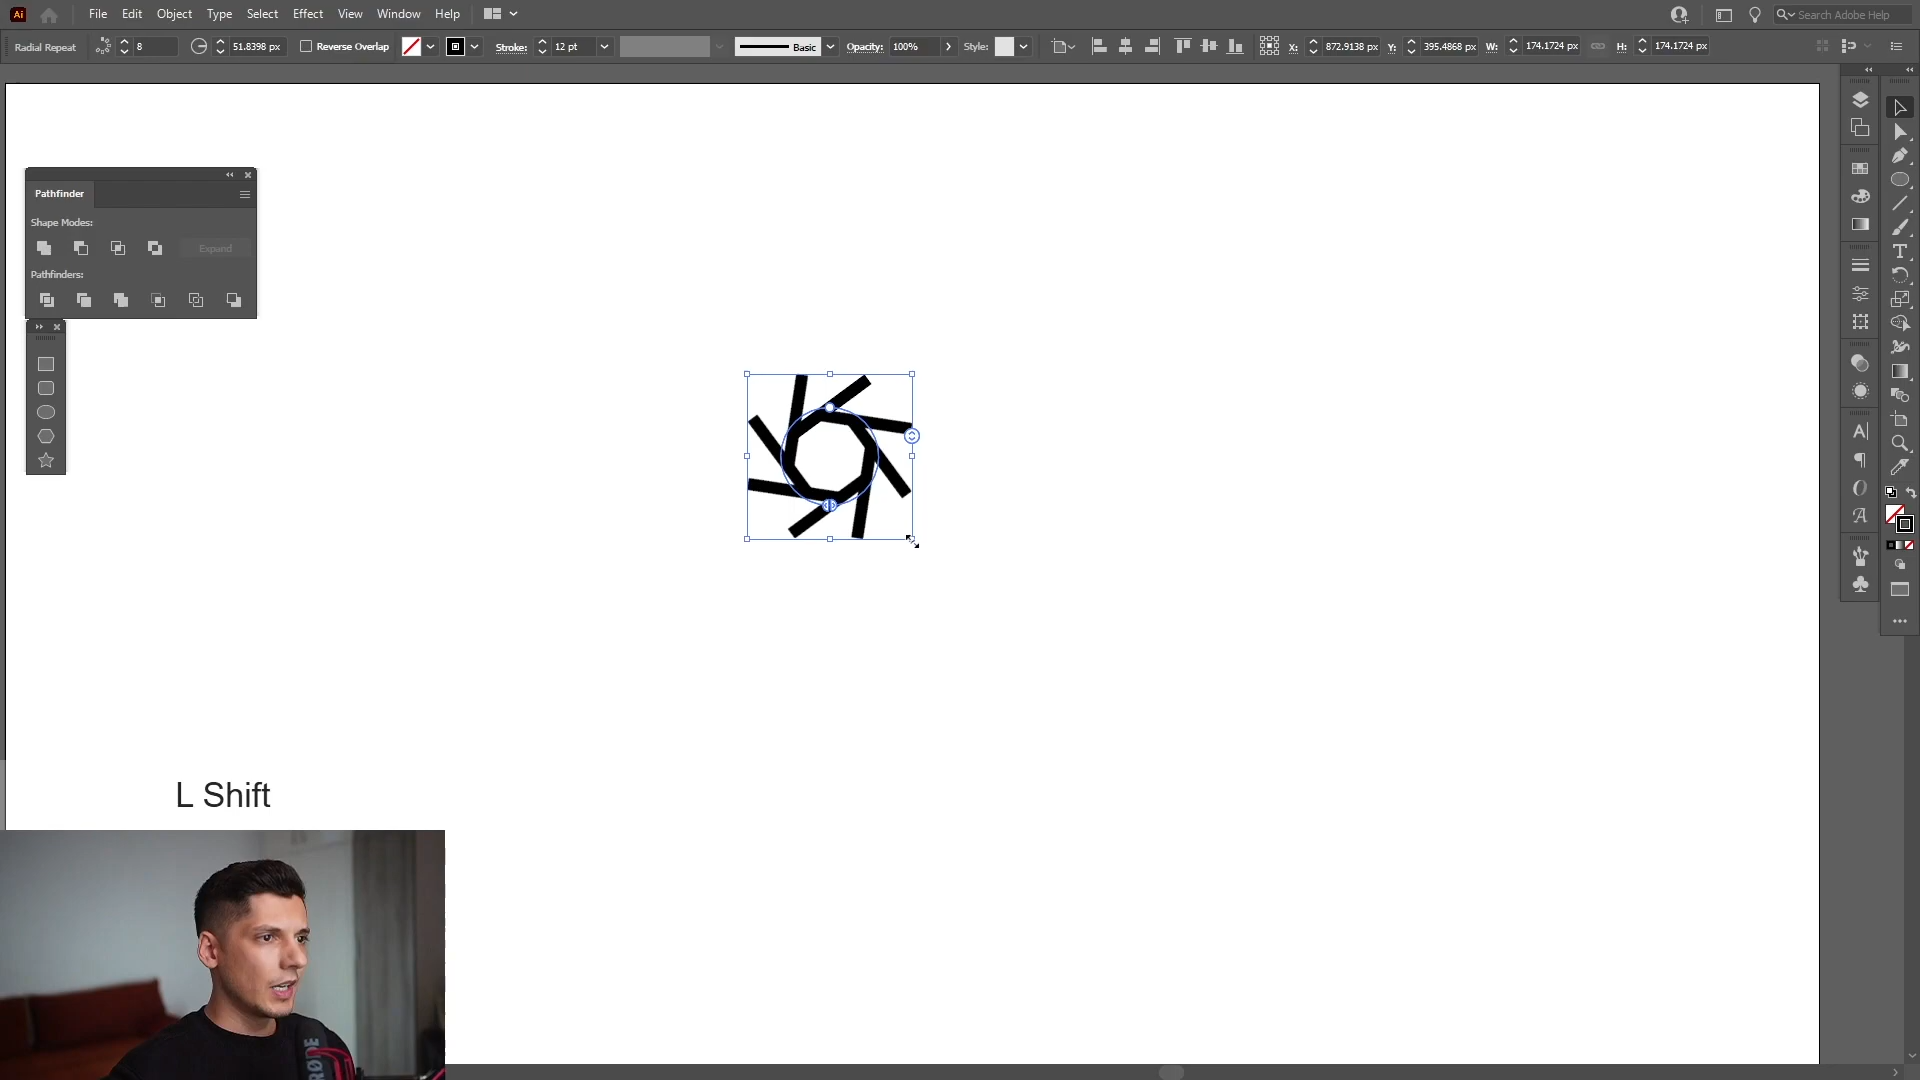 Ai File Edit Object Type Select Effect View Window Help Search Adobe Help
Radial Repeat 8 51.8398 px Reverse Overlap Stroke: 12 pt Basic Opacity: 100% Style: X: 872.9138 px Y: 395.4868 px W: 174.1724 px H: 174.1724 px
Pathfinder
Shape Modes:
Expand
Pathfinders:
L Shift
RØDE